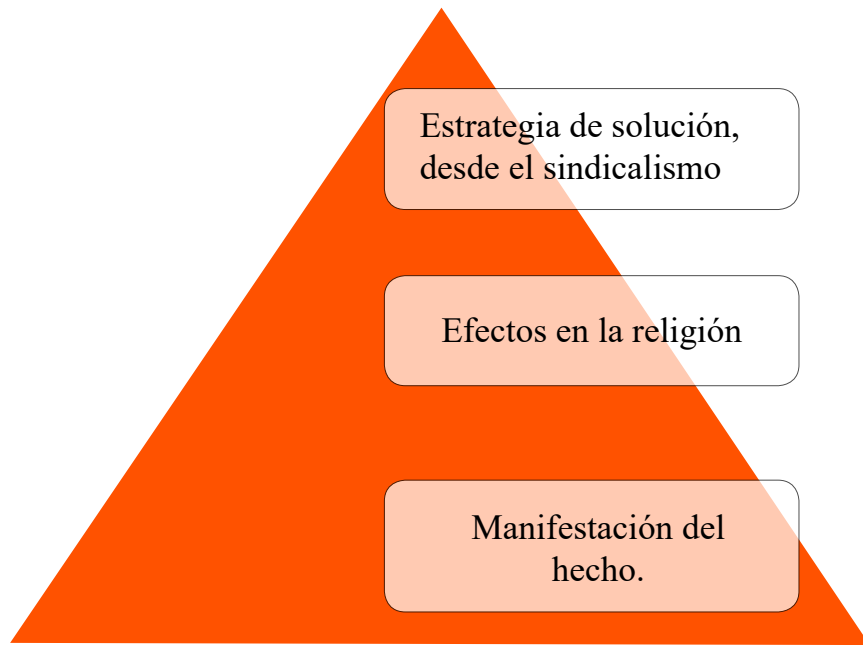 Estrategia de solución,
desde el sindicalismo
Efectos en la religión
Manifestación del
hecho.